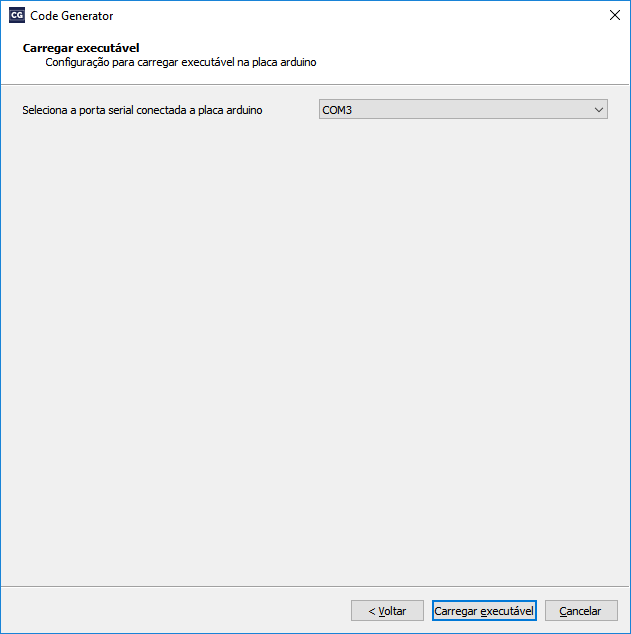 CG Code Generator
Carregar executável
Configuração para carregar executável na placa arduino
Seleciona a porta serial conectada a placa arduino COM3
< Voltar Carregar executável Cancelar